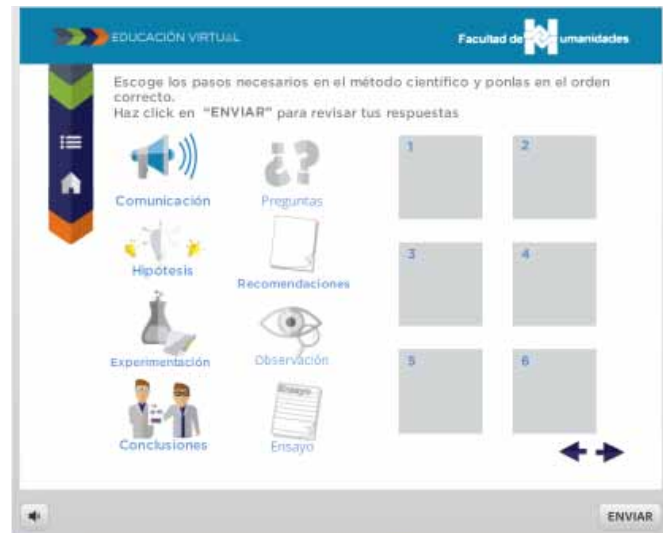 EDUCACIÓN VIRTUAL
Facultad de Humanidades
Escoge los pasos necesarios en el método científico y ponlas en el orden
correcto.
Haz click en "ENVIAR" para revisar tus respuestas
Comunicación
Preguntas
Hipótesis
Recomendaciones
Experimentación
Observación
Conclusiones
Ensayo
Ensayo
1
2
3
4
5
6
ENVIAR